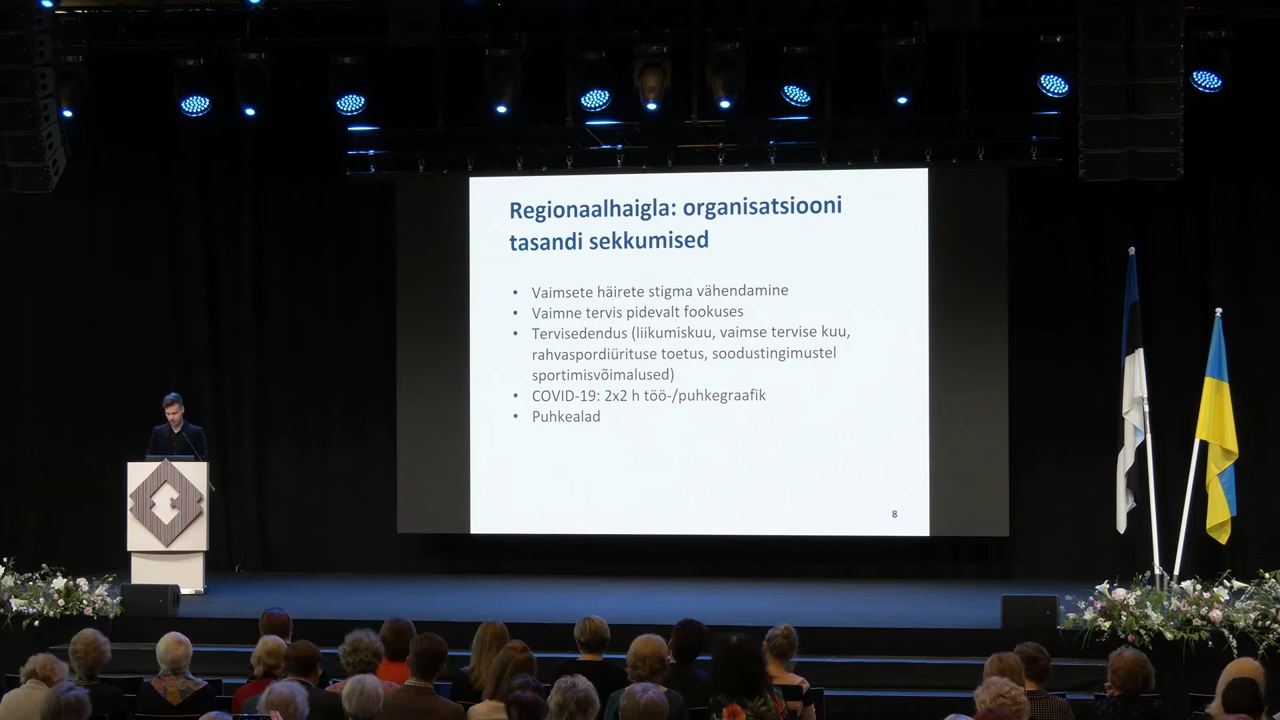 Regionaalhaigla: organisatsiooni
tasandi sekkumised
• Vaimsete häirete stigma vähendamine
• Vaimne tervis pidevalt fookuses
• Tervisedendus (liikumiskuu, vaimse tervise kuu,
rahvaspordiürituse toetus, soodustingimustel
sportimisvõimalused)
• COVID-19: 2x2 h töö-/puhkegraafik
• Puhkealad
8